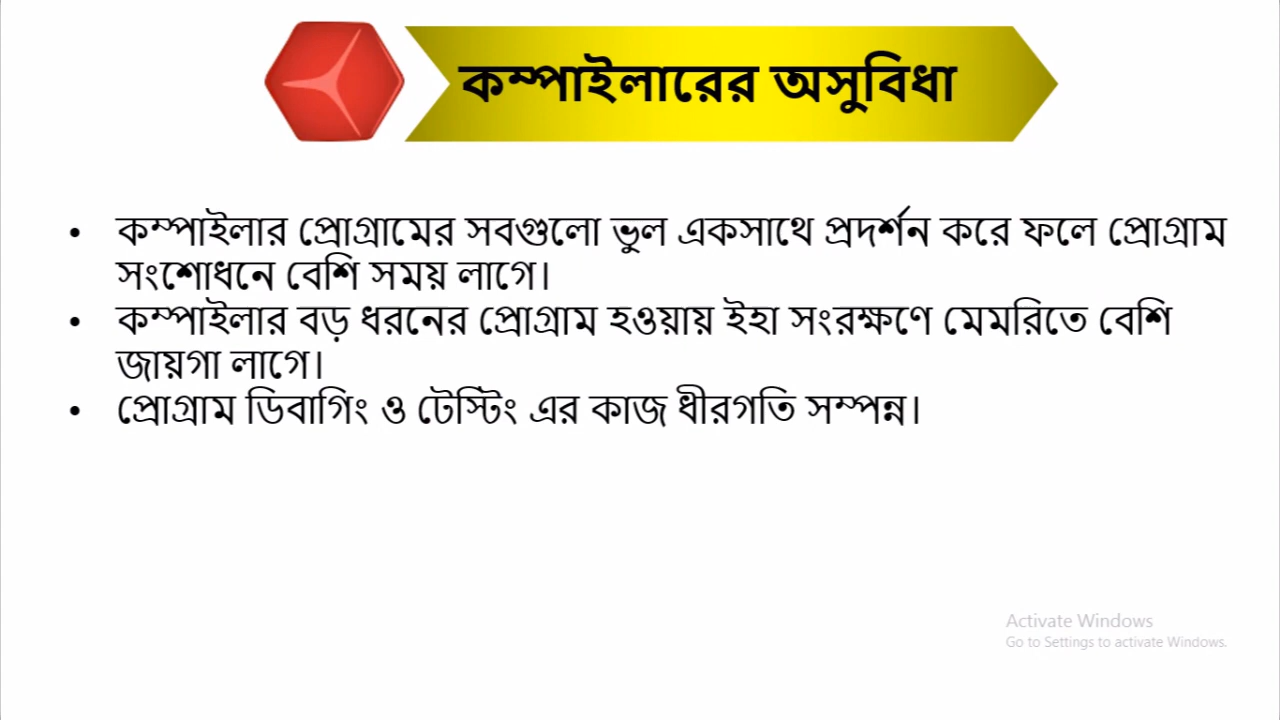 কম্পাইলারের অসুবিধা
• কম্পাইলার প্রোগ্রামের সবগুলো ভুল একসাথে প্রদর্শন করে ফলে প্রোগ্রাম
সংশোধনে বেশি সময় লাগে।
• কম্পাইলার বড় ধরনের প্রোগ্রাম হওয়ায় ইহা সংরক্ষণে মেমরিতে বেশি
জায়গা লাগে।
• প্রোগ্রাম ডিবাগিং ও টেস্টিং এর কাজ ধীরগতি সম্পন্ন।
Activate Windows
Go to Settings to activate Windows.